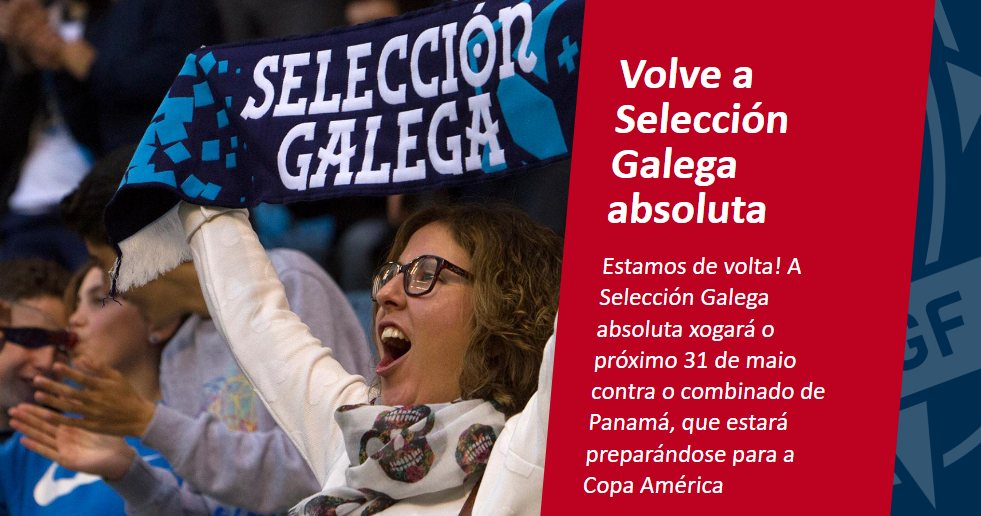 SELECCIÓN
GALEGA
Volve a
Selección
Galega
absoluta
Estamos de volta! A
Selección Galega
absoluta xogará o
próximo 31 de maio
contra o combinado de
Panamá, que estará
preparándose para a
Copa América
GF